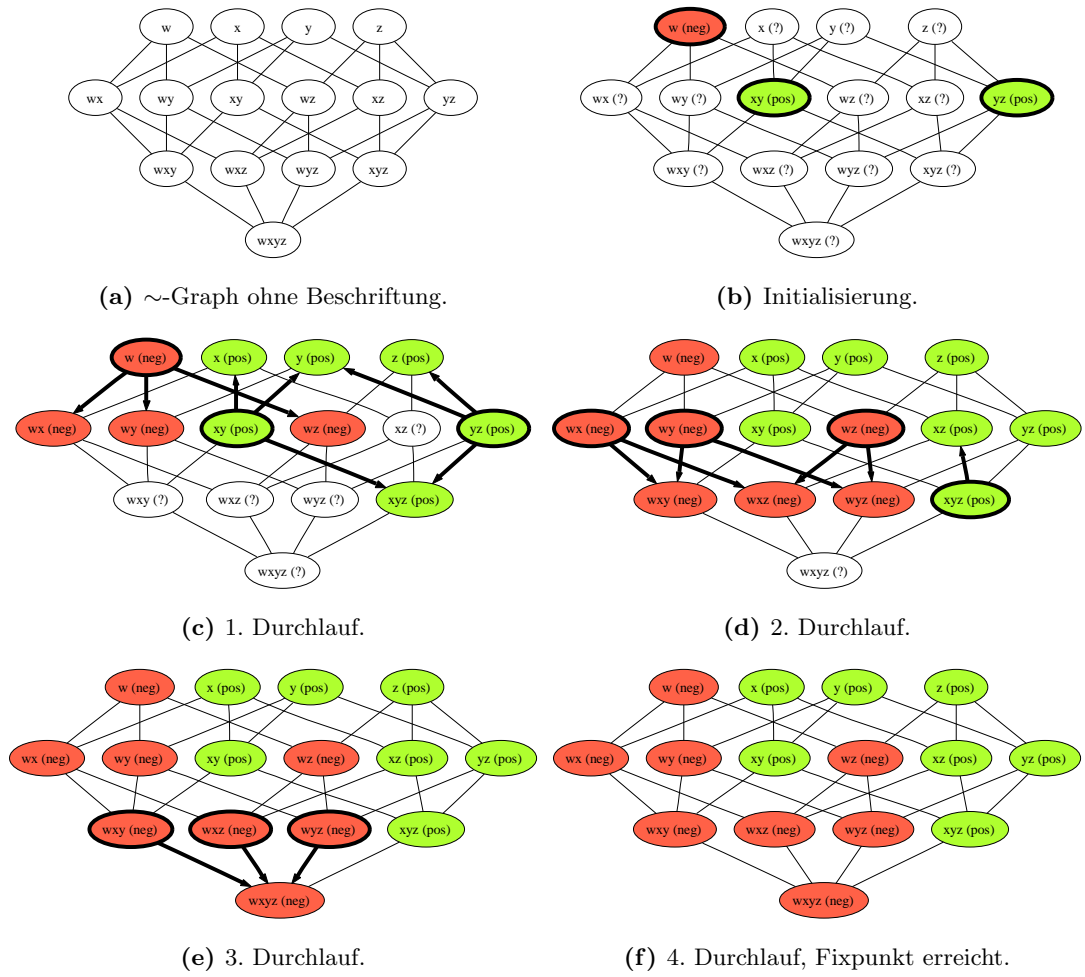 w x y z
wx wy xy wz xz yz
wxy wxz wyz xyz
wxyz
(a) ∼-Graph ohne Beschriftung.
w (neg) x (?) y (?) z (?)
wx (?) wy (?) xy (pos) wz (?) xz (?) yz (pos)
wxy (?) wxz (?) wyz (?) xyz (?)
wxyz (?)
(b) Initialisierung.
w (neg) x (pos) y (pos) z (pos)
wx (neg) wy (neg) xy (pos) wz (neg) xz (?) yz (pos)
wxy (?) wxz (?) wyz (?) xyz (pos)
wxyz (?)
(c) 1. Durchlauf.
w (neg) x (pos) y (pos) z (pos)
wx (neg) wy (neg) xy (pos) wz (neg) xz (pos) yz (pos)
wxy (neg) wxz (neg) wyz (neg) xyz (pos)
wxyz (?)
(d) 2. Durchlauf.
w (neg) x (pos) y (pos) z (pos)
wx (neg) wy (neg) xy (pos) wz (neg) xz (pos) yz (pos)
wxy (neg) wxz (neg) wyz (neg) xyz (pos)
wxyz (neg)
(e) 3. Durchlauf.
w (neg) x (pos) y (pos) z (pos)
wx (neg) wy (neg) xy (pos) wz (neg) xz (pos) yz (pos)
wxy (neg) wxz (neg) wyz (neg) xyz (pos)
wxyz (neg)
(f) 4. Durchlauf, Fixpunkt erreicht.